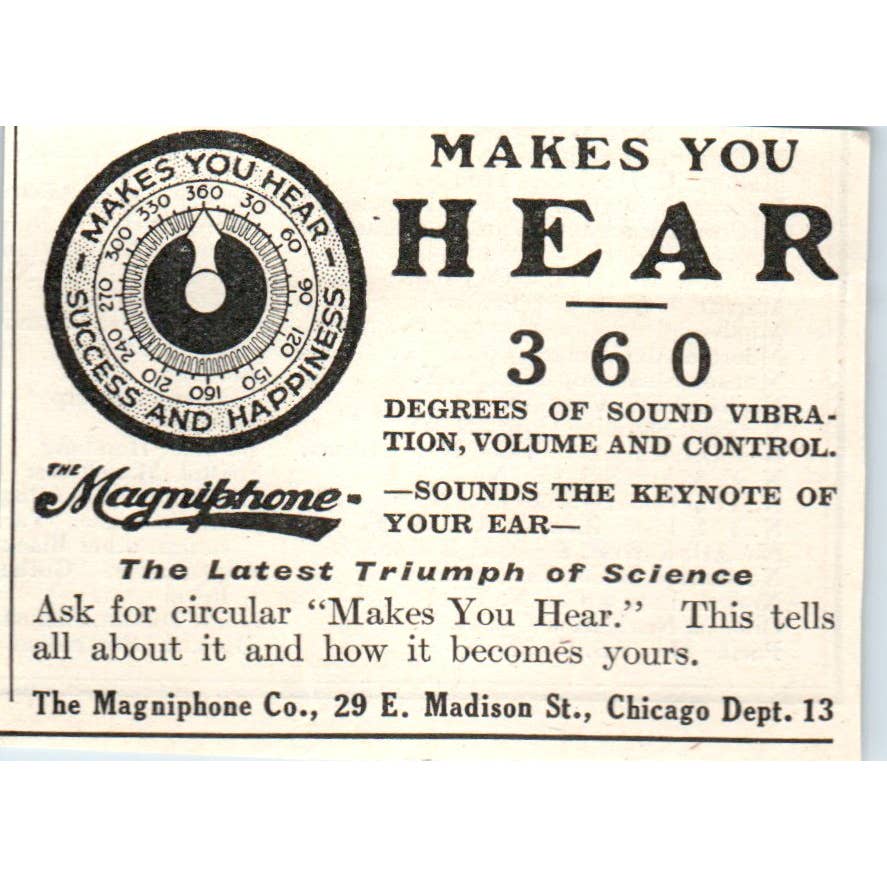 MAKES YOU HEAR
SUCCESS AND HAPPINESS
360
30
60
90
150
160
210
240
270
300
330
MAKES YOU
HEAR
360
DEGREES OF SOUND VIBRA-
TION, VOLUME AND CONTROL.
THE
Magniphone
—SOUNDS THE KEYNOTE OF
YOUR EAR—
The Latest Triumph of Science
Ask for circular “Makes You Hear.” This tells
all about it and how it becomes yours.
The Magniphone Co., 29 E. Madison St., Chicago Dept. 13